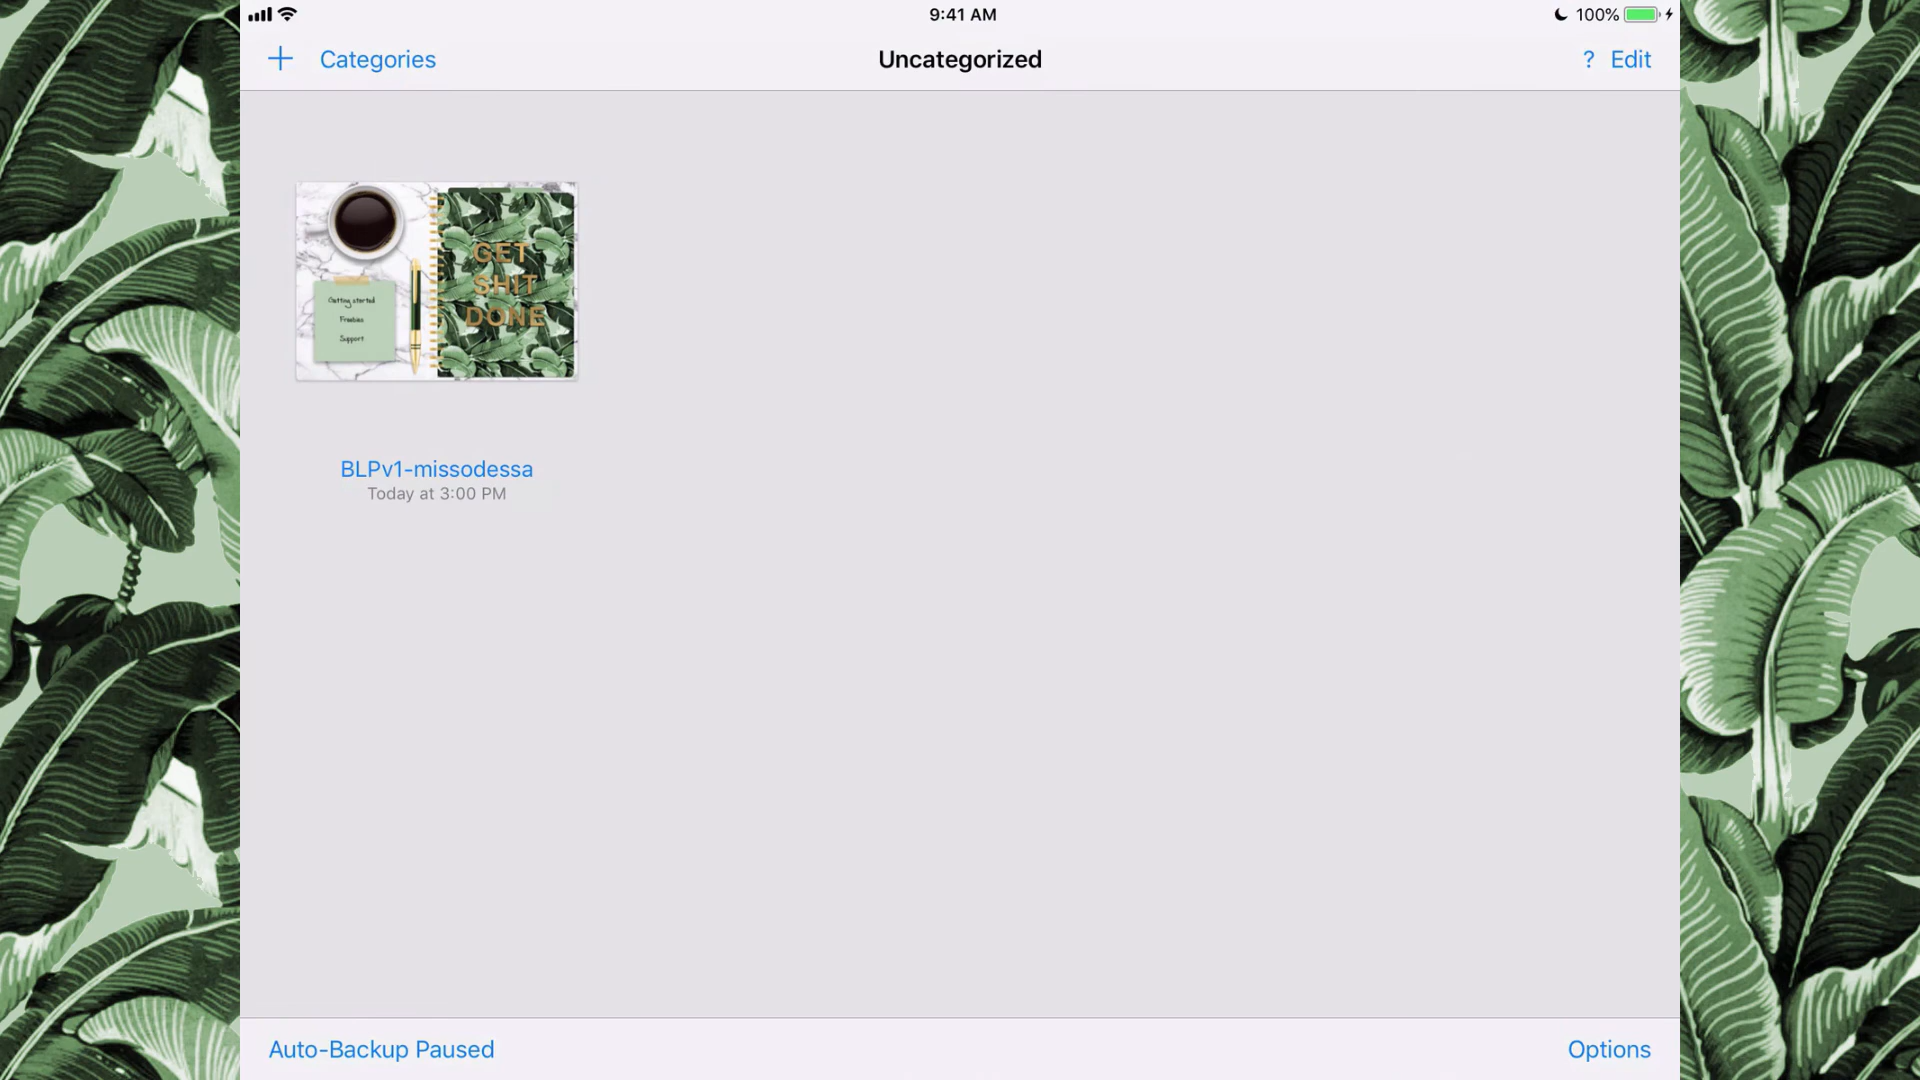 9:41 AM
100%
Categories
Uncategorized
? Edit
GET
SHIT
DONE
Getting started
Freebies
Support
BLPv1-missodessa
Today at 3:00 PM
Auto-Backup Paused
Options